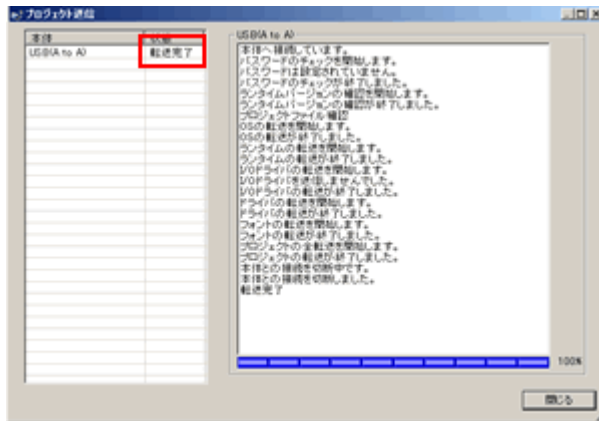 プロジェクト送信
本体
状態
USB(A to A)
転送完了
USB(A to A)
本体へ接続しています。
パスワードのチェックを開始します。
パスワードは設定されていません。
パスワードのチェックが終了しました。
ランタイムバージョンの確認を開始します。
ランタイムバージョンの確認が終了しました。
プロジェクトファイル確認
OSの転送を開始します。
OSの転送が終了しました。
ランタイムの転送を開始します。
ランタイムの転送が終了しました。
I/Oドライバの転送を開始します。
I/Oドライバを送信しませんでした。
I/Oドライバの転送が終了しました。
ドライバの転送を開始します。
ドライバの転送が終了しました。
フォントの転送を開始します。
フォントの転送が終了しました。
プロジェクトの全転送を開始します。
プロジェクトの転送が終了しました。
本体との接続を切断中です。
本体との接続を切断しました。
転送完了
100%
閉じる